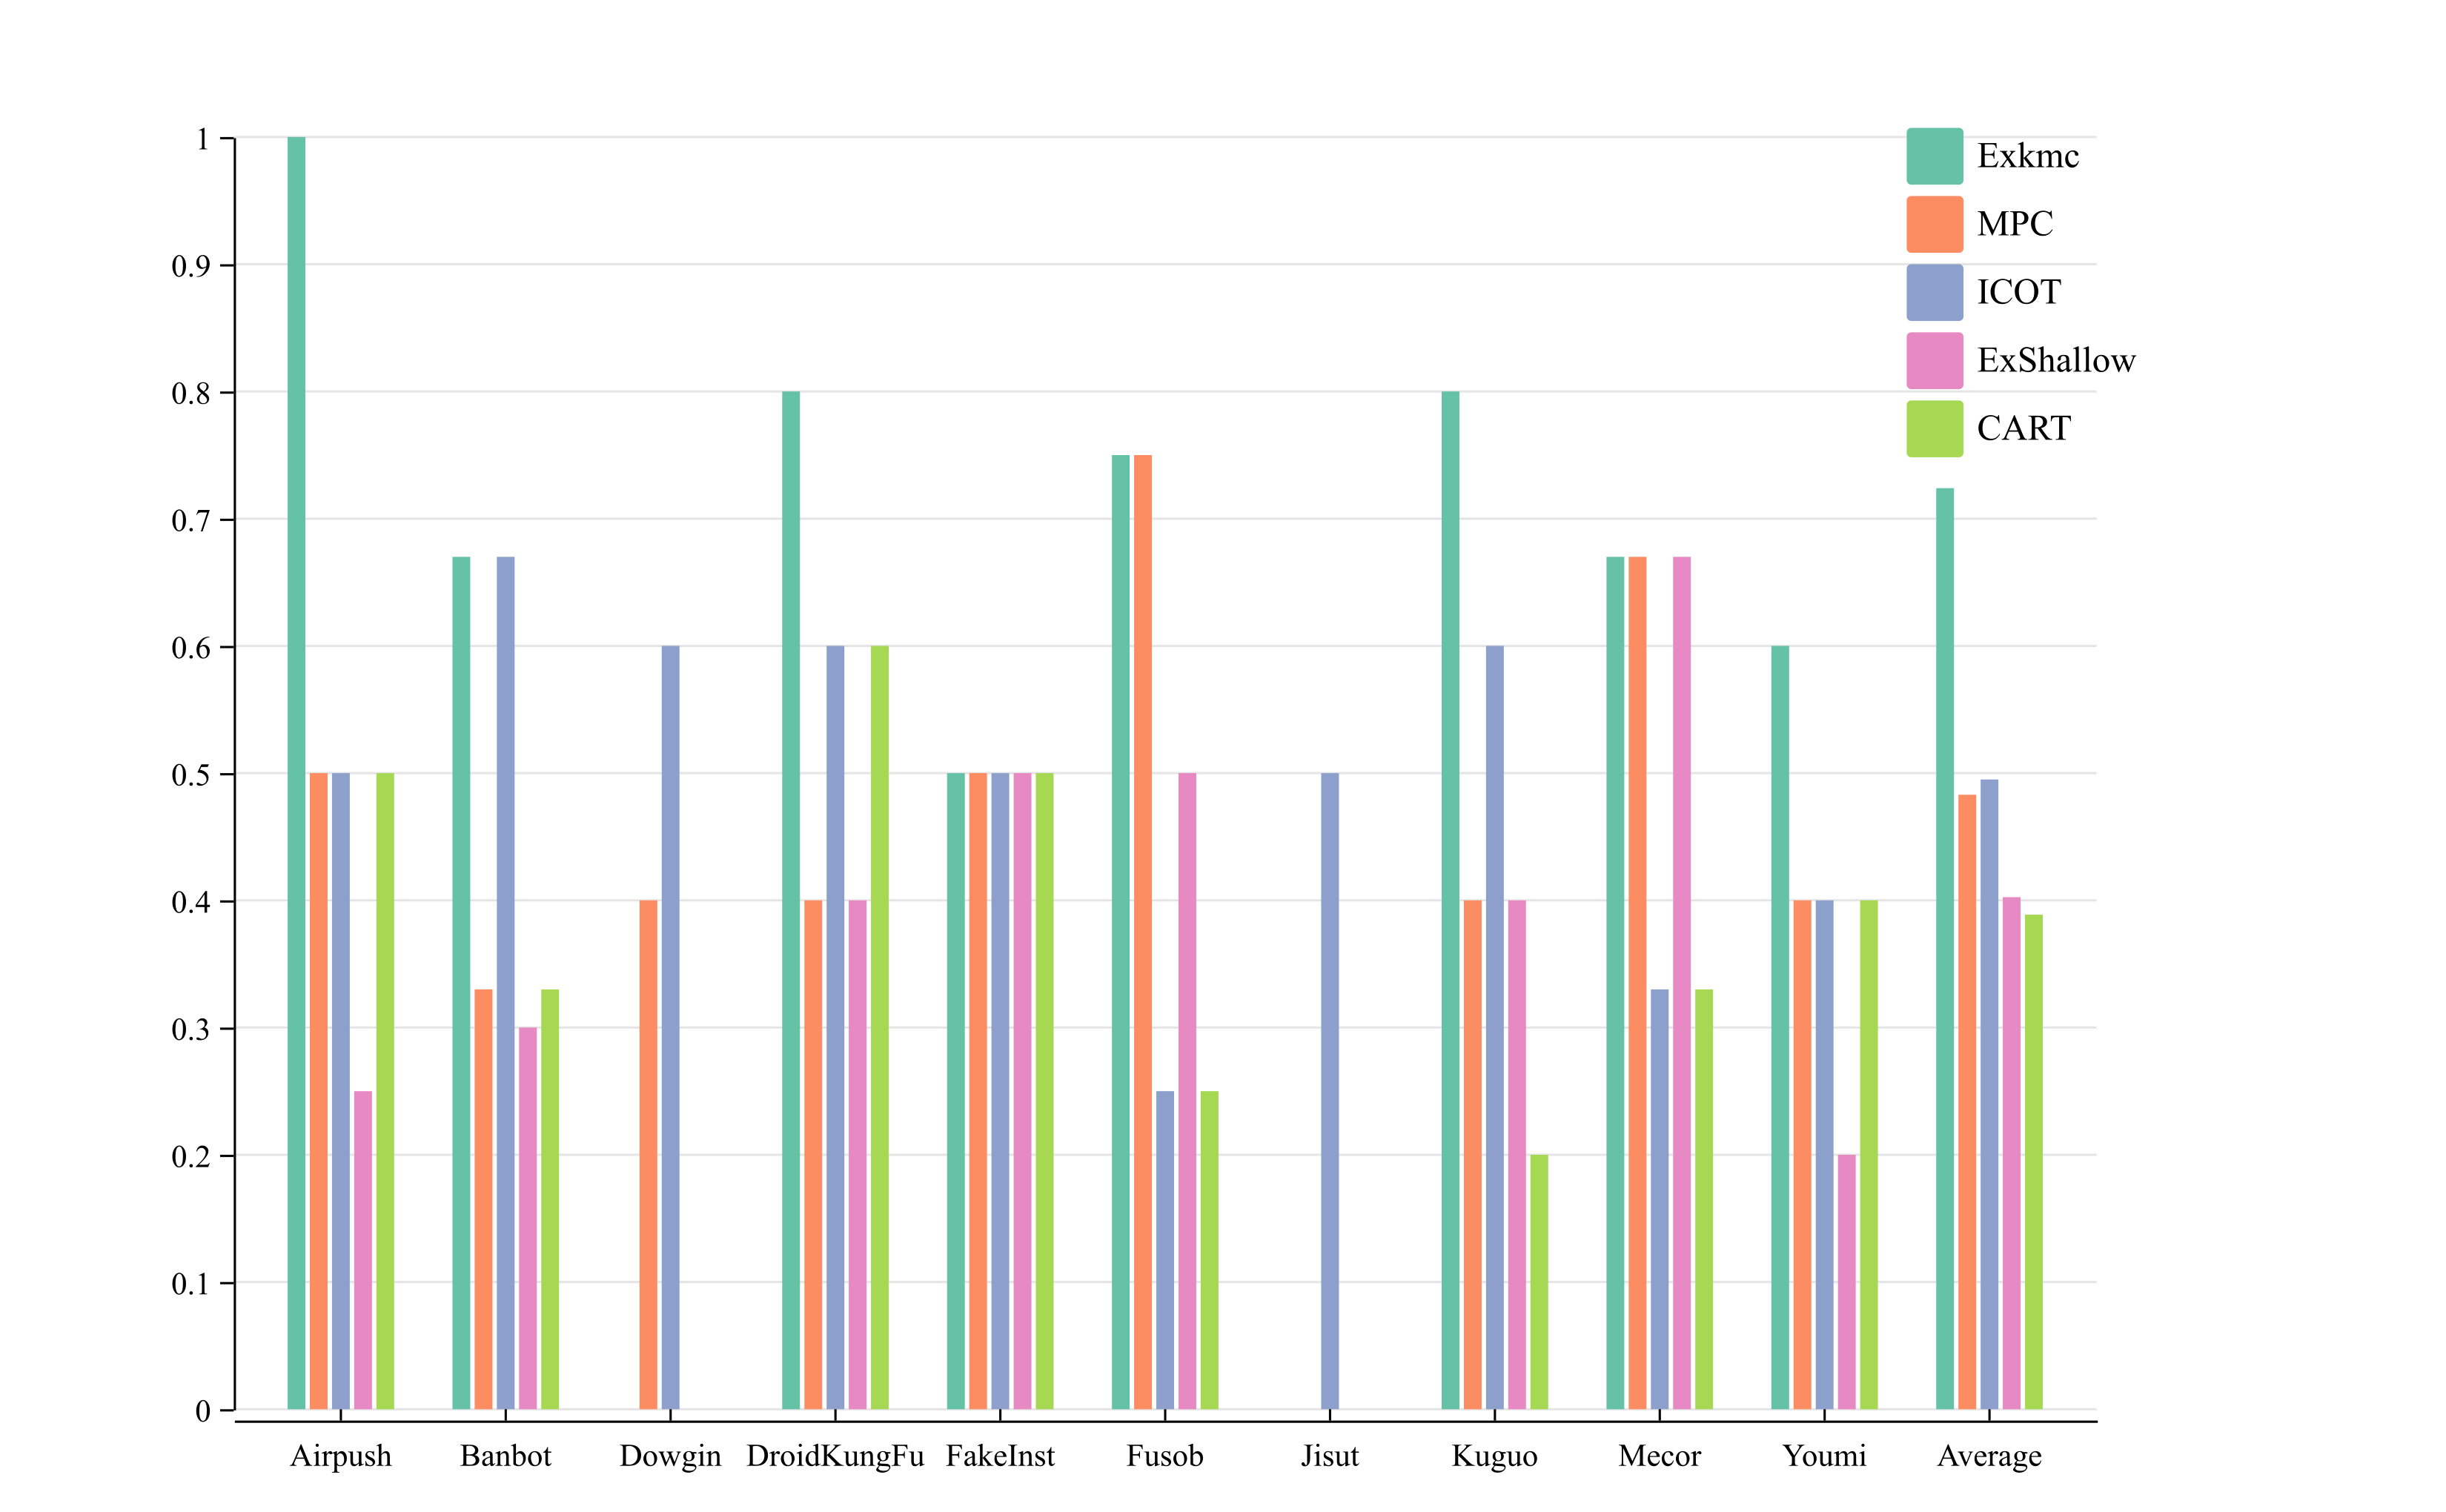 1
0.9
0.8
0.7
0.6
0.5
0.4
0.3
0.2
0.1
0
Airpush Banbot Dowgin DroidKungFu FakeInst Fusob Jisut Kuguo Mecor Youmi Average
Exkmc
MPC
ICOT
ExShallow
CART